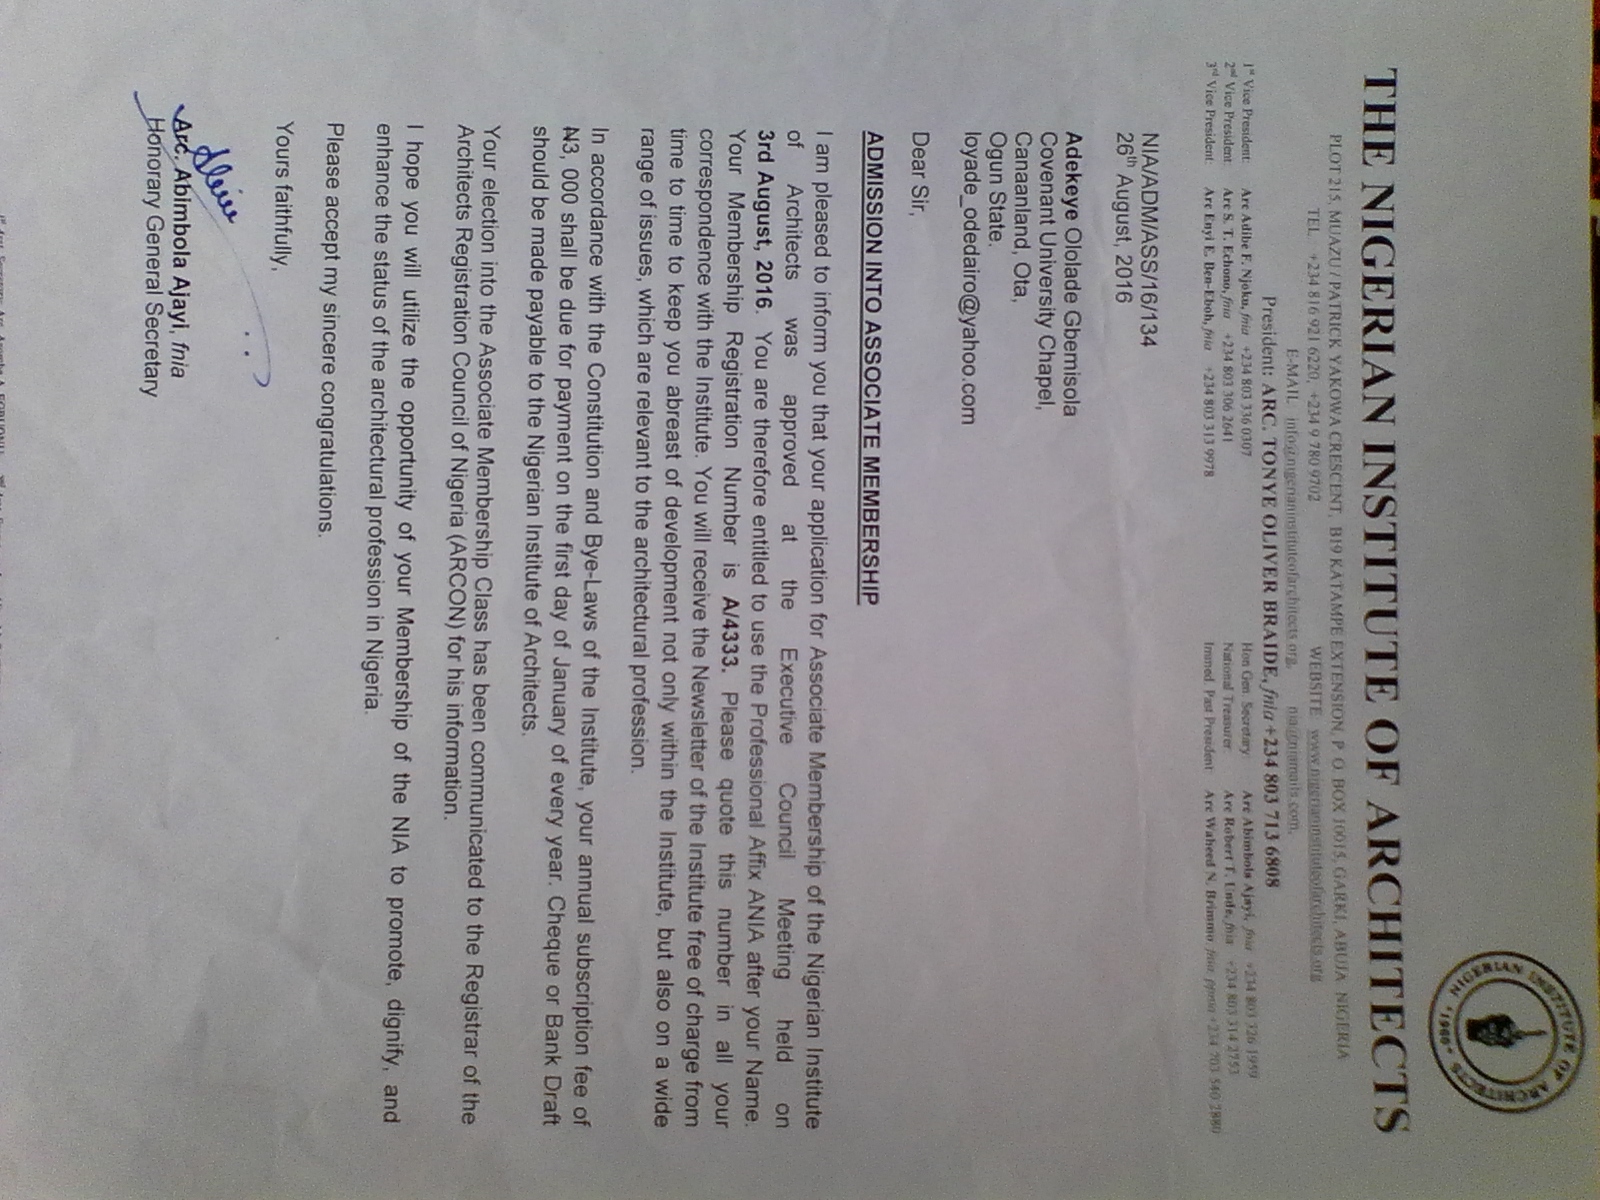 NIGERIAN INSTITUTE OF ARCHITECTS
*1960*
THE NIGERIAN INSTITUTE OF ARCHITECTS
PLOT 215, MUAZU / PATRICK YAKOWA CRESCENT, B19 KATAMPE EXTENSION, P. O. BOX 10015, GARKI, ABUJA NIGERIA
TEL. +234 816 921 6220, +234 9 780 9702 WEBSITE: www.nigerianinstituteofarchitects.org
E-MAIL: info@nigerianinstituteofarchitects.org,
President: ARC. TONYE OLIVER BRAIDE, fnia +234 803 713 6808
1st Vice President: Arc Adibe F. Njoku, fnia +234 803 336 0307 Hon Gen. Secretary Arc Abimbola Ajayi, fnia +234 803 326 1959
2nd Vice President Arc S. T. Echono, fnia +234 803 306 2641 National Treasurer Arc Robert F. Unde, fnia +234 803 314 2753
3rd Vice President: Arc Enyi E. Ben-Eboh, fnia +234 803 313 9978 Immed. Past President Arc Waheed N. Brimmo fnia, ppnia +234 703 540 2880
NIA/ADM/ASS/16/134
26th August, 2016
Adekeye Ololade Gbemisola
Covenant University Chapel,
Canaanland, Ota,
Ogun State.
loyade_odedairo@yahoo.com
Dear Sir,
ADMISSION INTO ASSOCIATE MEMBERSHIP
I am pleased to inform you that your application for Associate Membership of the Nigerian Institute
of Architects was approved at the Executive Council Meeting held on
3rd August, 2016. You are therefore entitled to use the Professional Affix ANIA after your Name.
Your Membership Registration Number is A/4333. Please quote this number in all your
correspondence with the Institute. You will receive the Newsletter of the Institute free of charge from
time to time to keep you abreast of development not only within the Institute, but also on a wide
range of issues, which are relevant to the architectural profession.
In accordance with the Constitution and Bye-Laws of the Institute, your annual subscription fee of
₦3, 000 shall be due for payment on the first day of January of every year. Cheque or Bank Draft
should be made payable to the Nigerian Institute of Architects.
Your election into the Associate Membership Class has been communicated to the Registrar of the
Architects Registration Council of Nigeria (ARCON) for his information.
I hope you will utilize the opportunity of your Membership of the NIA to promote, dignify, and
enhance the status of the architectural profession in Nigeria.
Please accept my sincere congratulations.
Yours faithfully,
Arc. Abimbola Ajayi, fnia
Honorary General Secretary